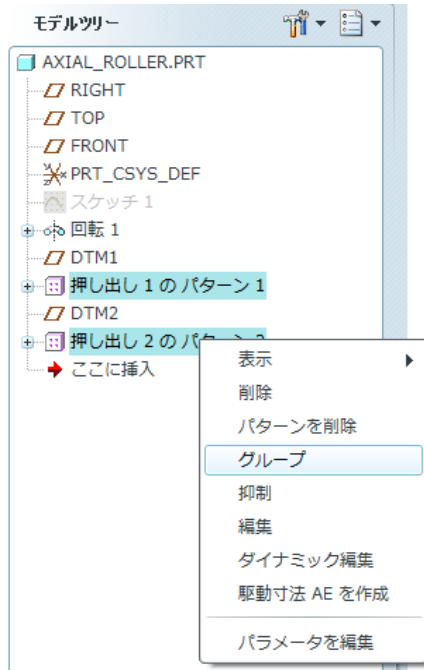 モデルツリー
AXIAL_ROLLER.PRT
RIGHT
TOP
FRONT
PRT_CSYS_DEF
スケッチ 1
回転 1
DTM1
押し出し 1 の パターン 1
DTM2
押し出し 2 の パターン 2
ここに挿入
表示
削除
パターンを削除
グループ
抑制
編集
ダイナミック編集
駆動寸法 AE を作成
パラメータを編集